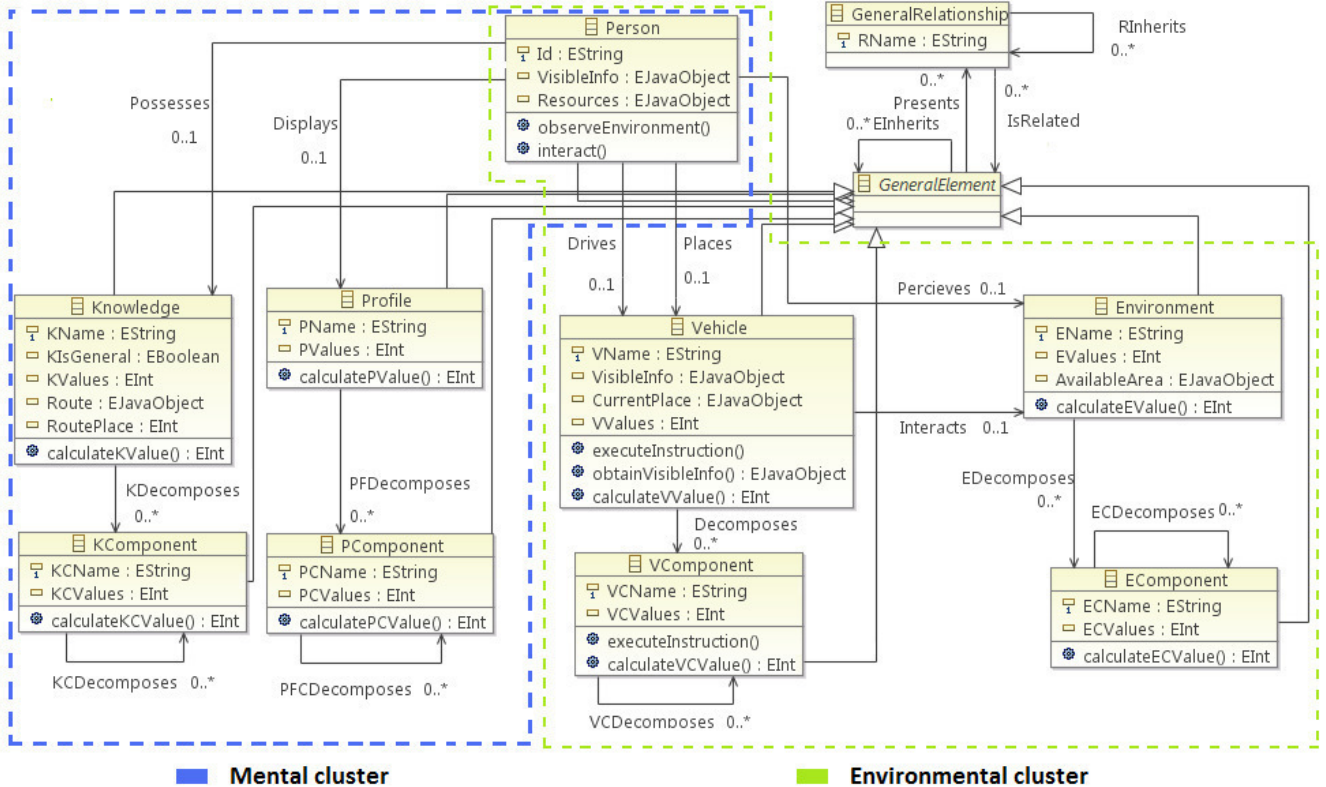 Person
Id : EString
VisibleInfo : EJavaObject
Resources : EJavaObject
observeEnvironment()
interact()
GeneralRelationship
RName : EString
RInherits
0..*
Possesses
0..1
Displays
0..1
0..*
Presents
0..*
IsRelated
0..* EInherits
GeneralElement
Drives
0..1
Places
0..1
Percieves 0..1
Knowledge
KName : EString
KIsGeneral : EBoolean
KValues : EInt
Route : EJavaObject
RoutePlace : EInt
calculateKValue() : EInt
Profile
PName : EString
PValues : EInt
calculatePValue() : EInt
Vehicle
VName : EString
VisibleInfo : EJavaObject
CurrentPlace : EJavaObject
VValues : EInt
executeInstruction()
obtainVisibleInfo() : EJavaObject
calculateVValue() : EInt
Environment
EName : EString
EValues : EInt
AvailableArea : EJavaObject
calculateEValue() : EInt
Interacts 0..1
KDecomposes
0..*
PFDecomposes
0..*
Decomposes
0..*
EDecomposes
0..*
ECDecomposes 0..*
KComponent
KCName : EString
KCValues : EInt
calculateKCValue() : EInt
KCDecomposes 0..*
PComponent
PCName : EString
PCValues : EInt
calculatePCValue() : EInt
PFCDecomposes 0..*
VComponent
VCName : EString
VCValues : EInt
executeInstruction()
calculateVCValue() : EInt
VCDecomposes 0..*
EComponent
ECName : EString
ECValues : EInt
calculateECValue() : EInt
Mental cluster
Environmental cluster